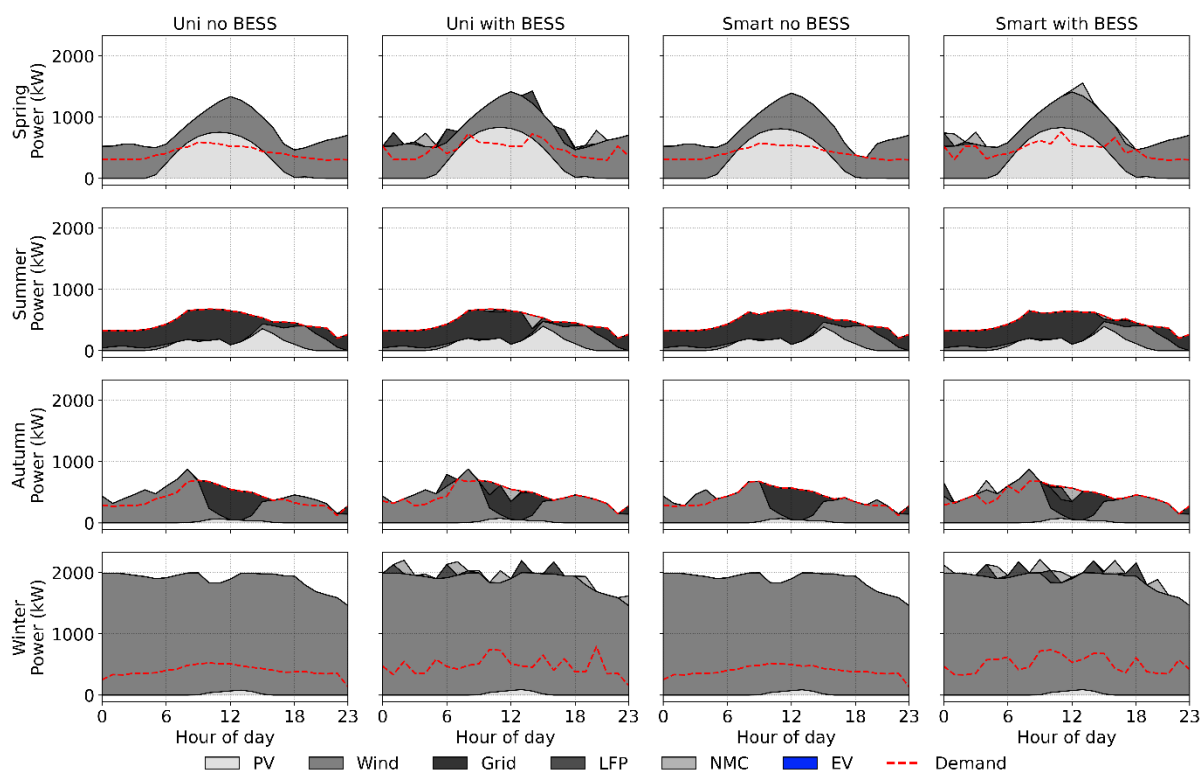 Uni no BESS Uni with BESS Smart no BESS Smart with BESS
Spring
Power (kW)
2000
1000
0
Summer
Power (kW)
2000
1000
0
Autumn
Power (kW)
2000
1000
0
Winter
Power (kW)
2000
1000
0
0 6 12 18 23 0 6 12 18 23 0 6 12 18 23 0 6 12 18 23
Hour of day Hour of day Hour of day Hour of day
PV Wind Grid LFP NMC EV Demand